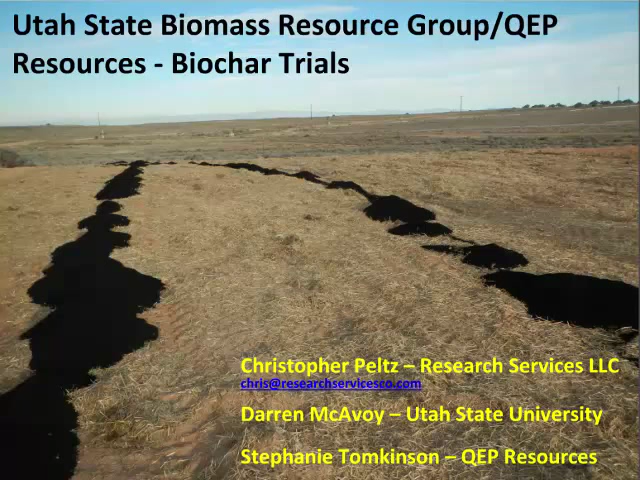 Utah State Biomass Resource Group/QEP
Resources - Biochar Trials
Christopher Peltz – Research Services LLC
chris@researchservicesco.com
Darren McAvoy – Utah State University
Stephanie Tomkinson – QEP Resources